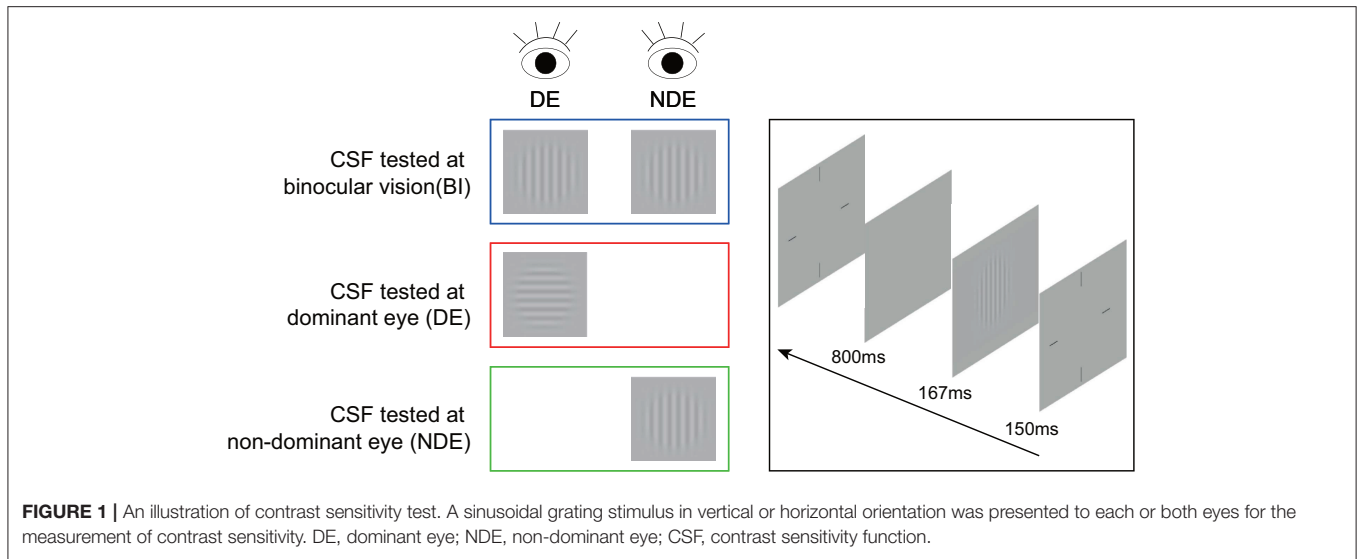 DE NDE
CSF tested at
binocular vision(BI)
CSF tested at
dominant eye (DE)
CSF tested at
non-dominant eye (NDE)
800ms
167ms
150ms
FIGURE 1 | An illustration of contrast sensitivity test. A sinusoidal grating stimulus in vertical or horizontal orientation was presented to each or both eyes for the
measurement of contrast sensitivity. DE, dominant eye; NDE, non-dominant eye; CSF, contrast sensitivity function.